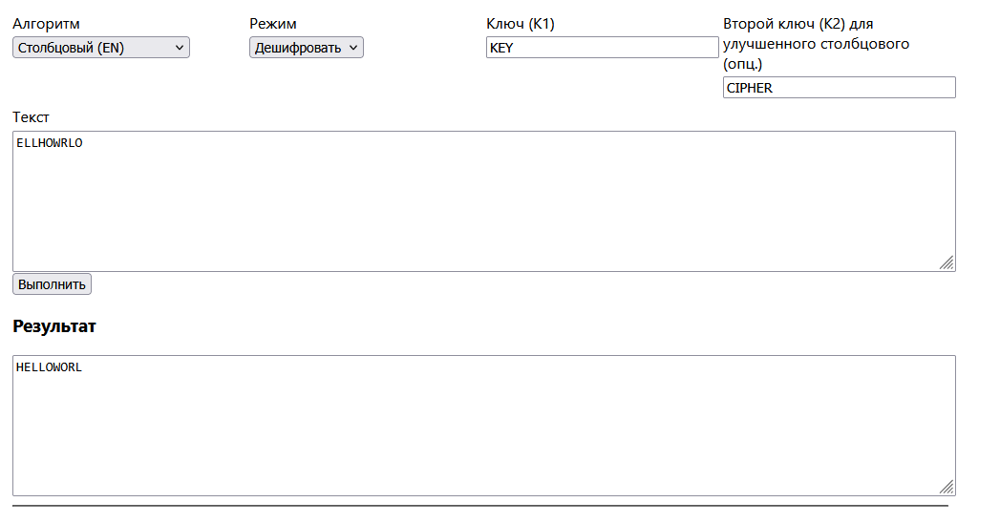 Алгоритм
Столбцовый (EN)
Режим
Дешифровать
Ключ (K1)
KEY
Второй ключ (K2) для
улучшенного столбцового
(опц.)
CIPHER
Текст
ELLHOWRLO
Выполнить
Результат
HELLOWORL